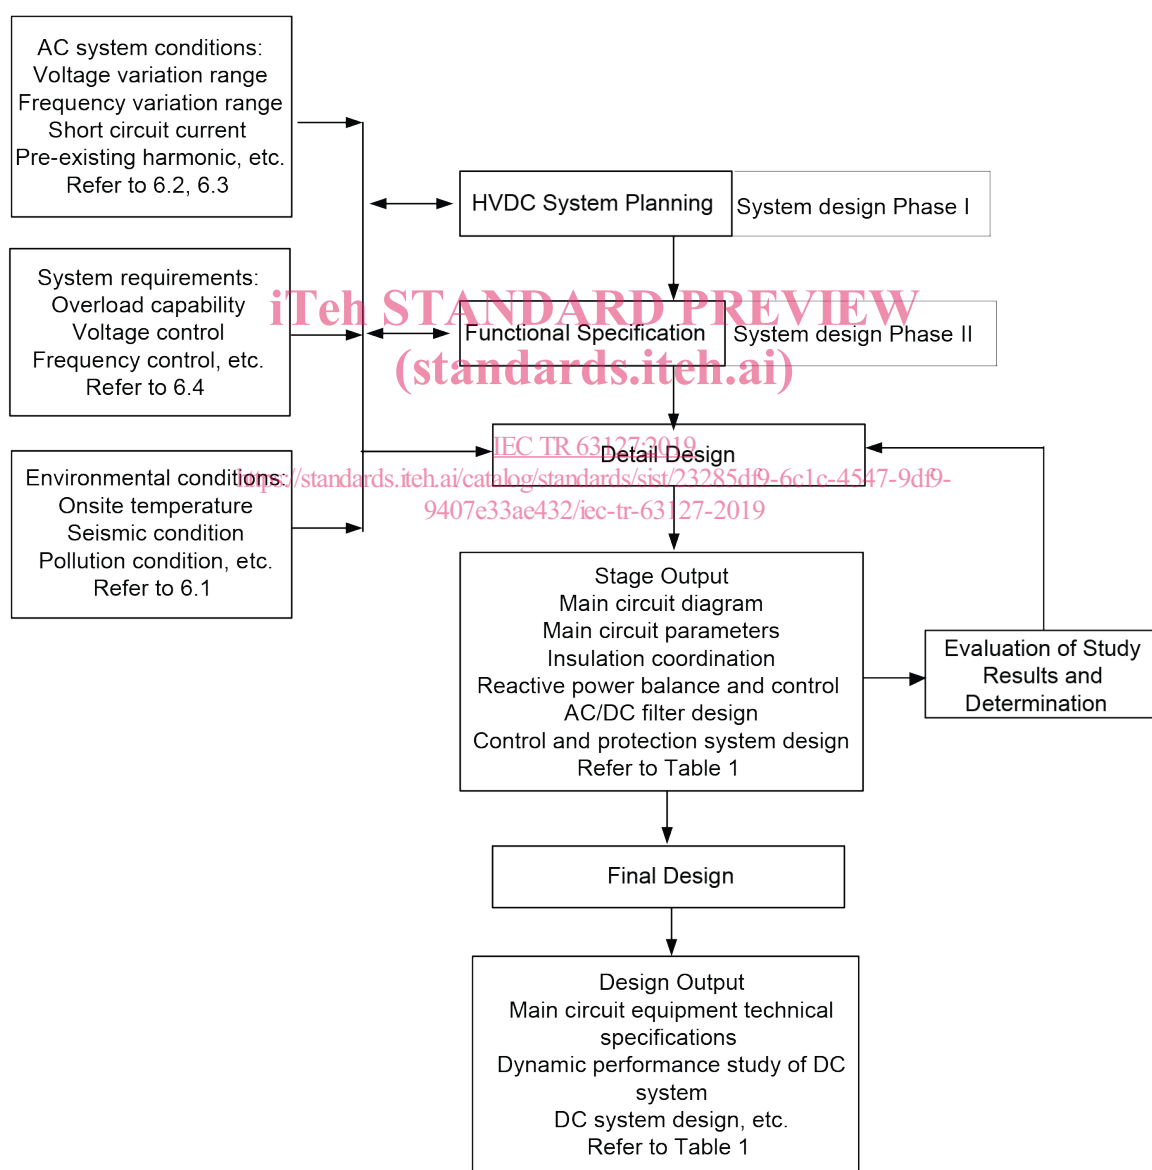 AC system conditions:
Voltage variation range
Frequency variation range
Short circuit current
Pre-existing harmonic, etc.
Refer to 6.2, 6.3
HVDC System Planning
System design Phase I
System requirements:
Overload capability
Voltage control
Frequency control, etc.
Refer to 6.4
iTeh STANDARD PREVIEW
Functional Specification
System design Phase II
(standards.iteh.ai)
IEC TR 63127:2019
Detail Design
https://standards.iteh.ai/catalog/standards/sist/23285df9-6c1c-4547-9df9-
9407e33ae432/iec-tr-63127-2019
Environmental conditions:
Onsite temperature
Seismic condition
Pollution condition, etc.
Refer to 6.1
Stage Output
Main circuit diagram
Main circuit parameters
Insulation coordination
Reactive power balance and control
AC/DC filter design
Control and protection system design
Refer to Table 1
Evaluation of Study
Results and
Determination
Final Design
Design Output
Main circuit equipment technical
specifications
Dynamic performance study of DC
system
DC system design, etc.
Refer to Table 1